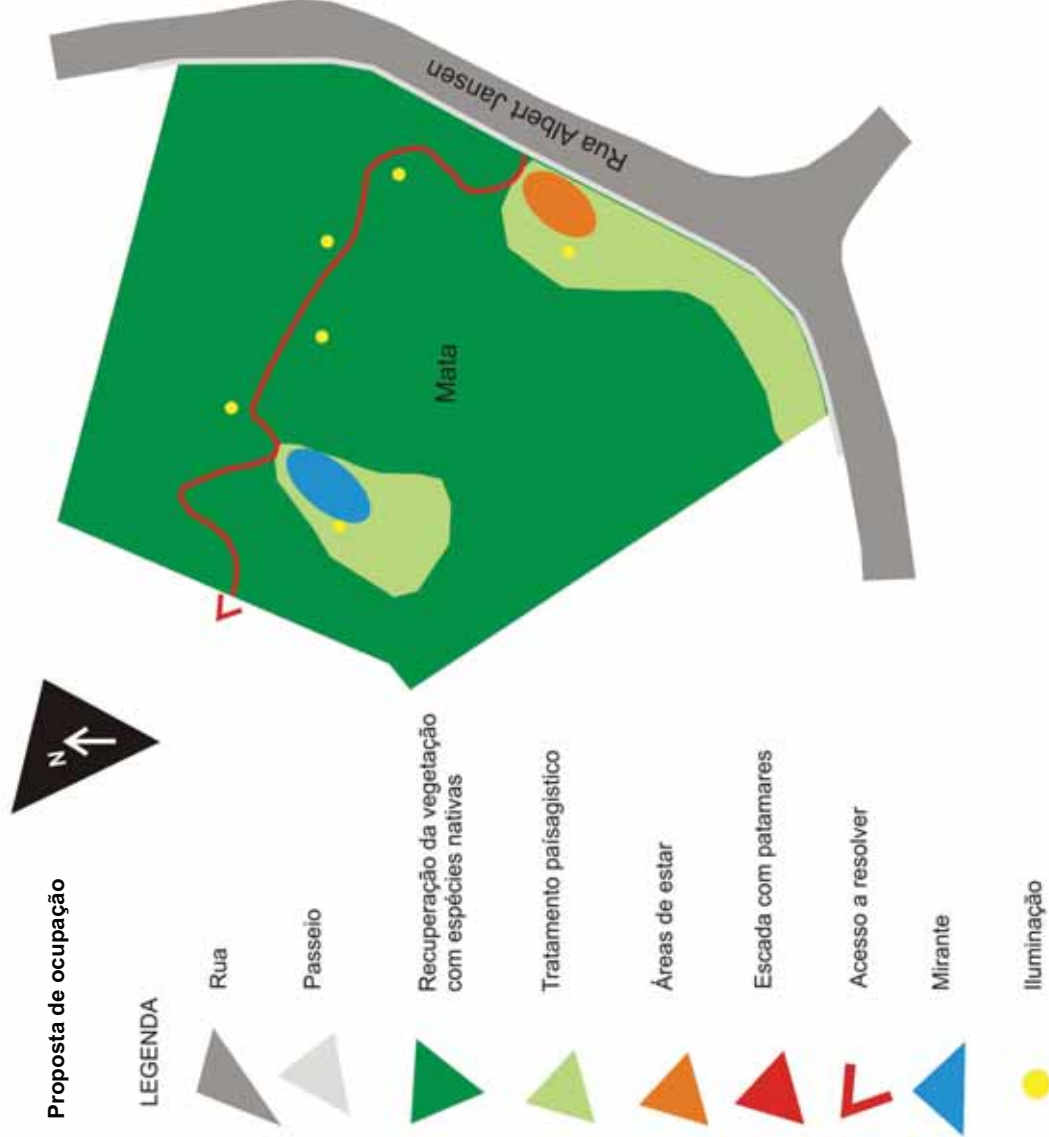 Proposta de ocupação
N
LEGENDA
Rua
Passeio
Recuperação da vegetação
com espécies nativas
Tratamento paisagístico
Áreas de estar
Escada com patamares
Acesso a resolver
Mirante
Iluminação
Mata
Rua Albert Jansen